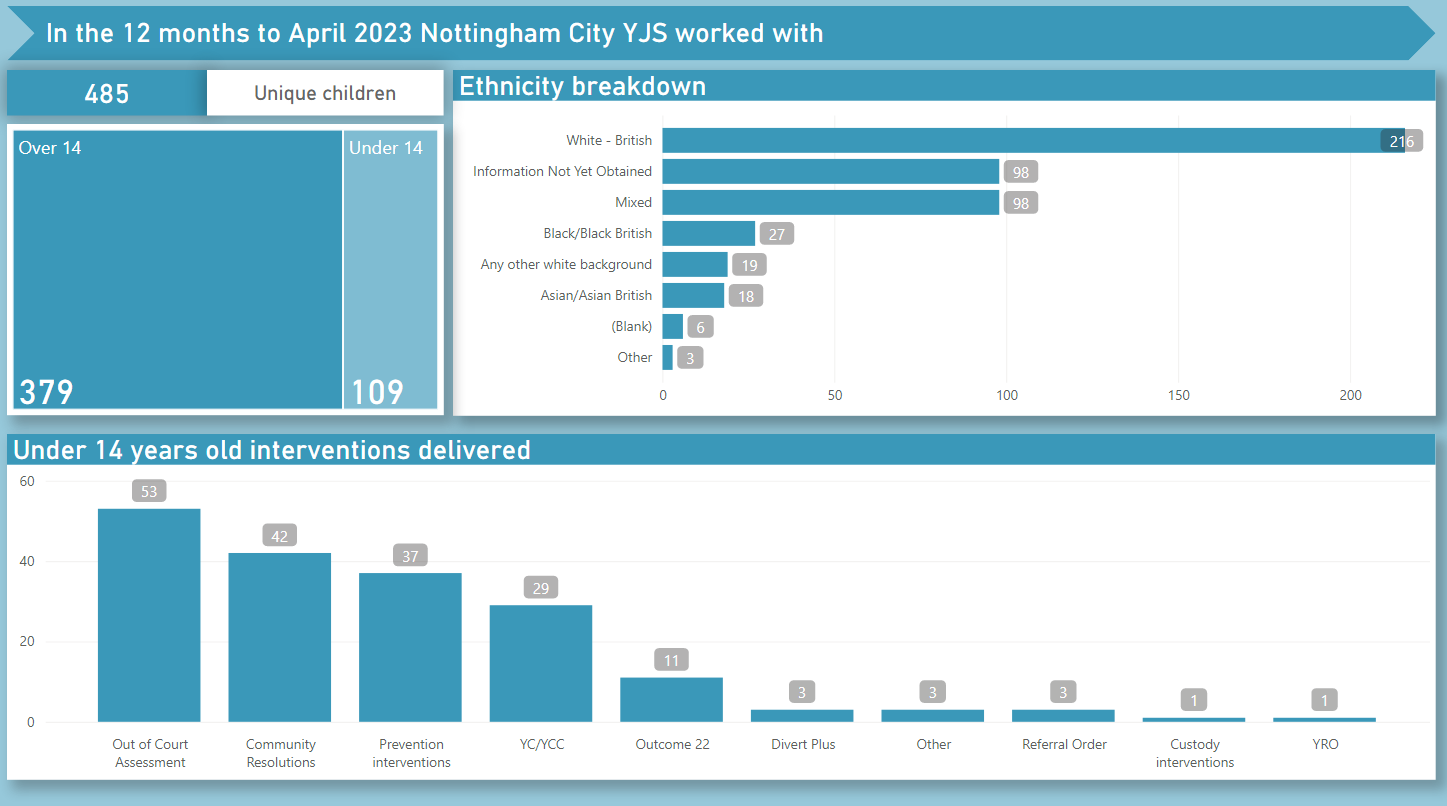 In the 12 months to April 2023 Nottingham City YJS worked with
485
Unique children
Over 14
Under 14
379
109
Ethnicity breakdown
White - British
216
Information Not Yet Obtained
98
Mixed
98
Black/Black British
27
Any other white background
19
Asian/Asian British
18
(Blank)
6
Other
3
0
50
100
150
200
Under 14 years old interventions delivered
60
40
20
0
53
42
37
29
11
3
3
3
1
1
Out of Court
Assessment
Community
Resolutions
Prevention
interventions
YC/YCC
Outcome 22
Divert Plus
Other
Referral Order
Custody
interventions
YRO